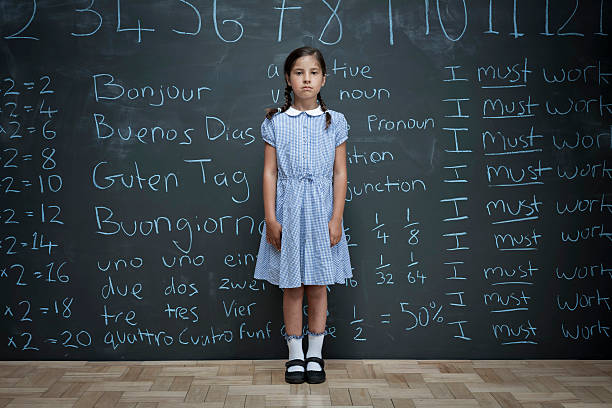 2 3 4 5 6 7 8 9 10 11 12
x 2 = 2
x 2 = 4
x 2 = 6
x 2 = 8
x 2 = 10
x 2 = 12
x 2 = 14
x 2 = 16
x 2 = 18
x 2 = 20
Bonjour
Buenos Dias
Guten Tag
Buongiorno
uno uno ein
due dos
tre tres
quattro cuatro
Vier
noun
Pronoun
1/4 1/8
1/32 1/64
1/2 = 50%
I must work
I must work
I must work
I must work
I must work
I must work
I must work
I must work
I must work
I must work